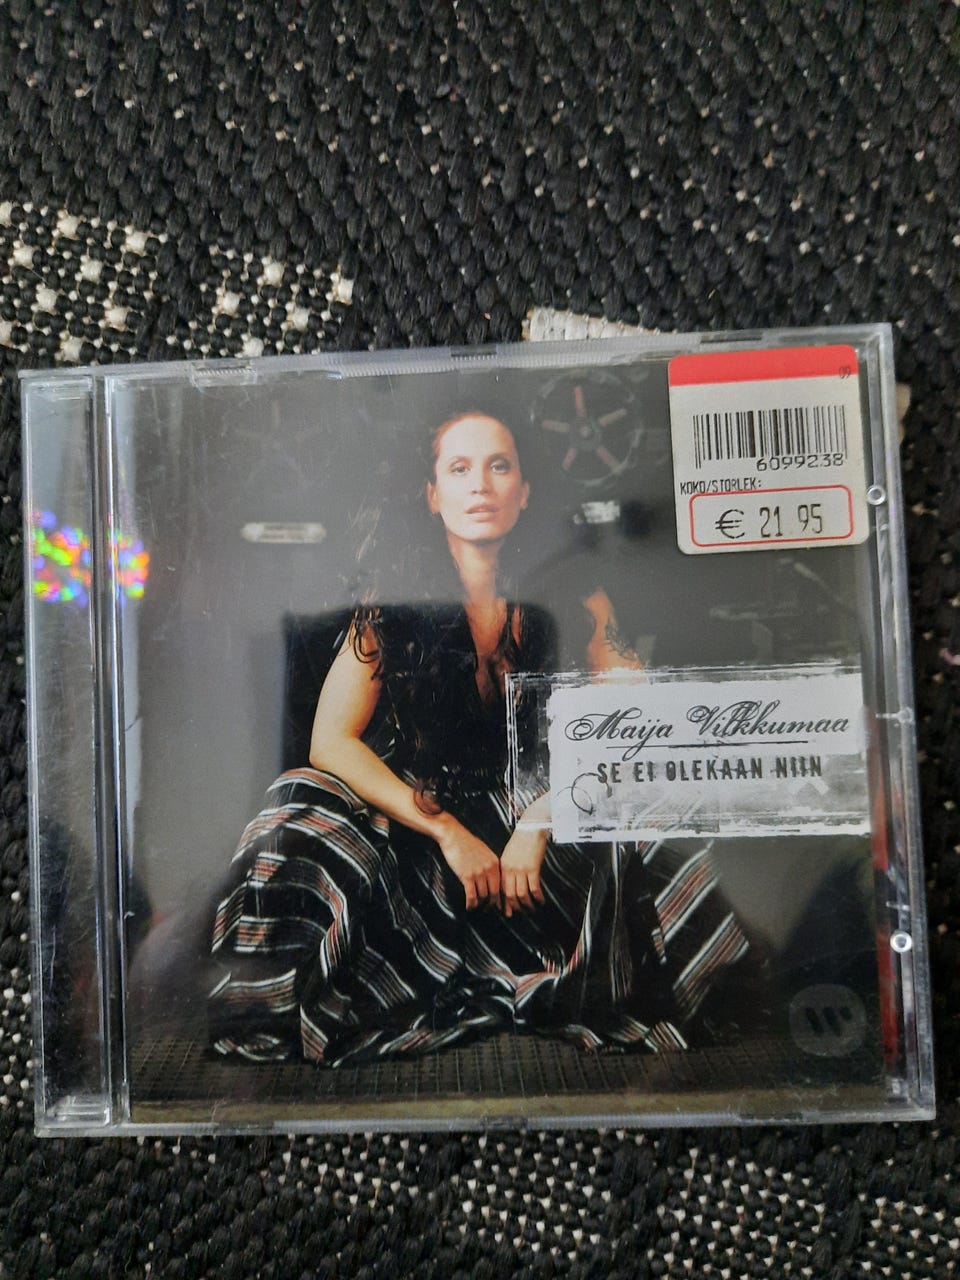 09
6099238
KOKO/STORLEK:
€ 21.95
Maija Vilkkumaa
SE EI OLEKAAN NIIN